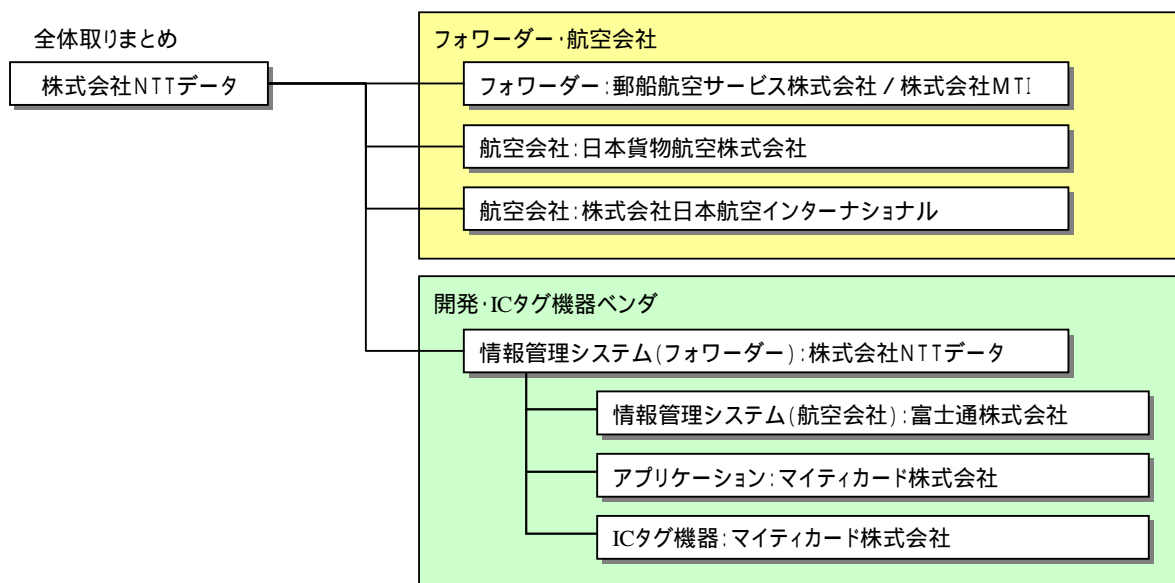 全体取りまとめ
株式会社NTTデータ
フォワーダー・航空会社
フォワーダー:郵船航空サービス株式会社/株式会社MTI
航空会社:日本貨物航空株式会社
航空会社:株式会社日本航空インターナショナル
開発・ICタグ機器ベンダ
情報管理システム(フォワーダー):株式会社NTTデータ
情報管理システム(航空会社):富士通株式会社
アプリケーション:マイティカード株式会社
ICタグ機器:マイティカード株式会社